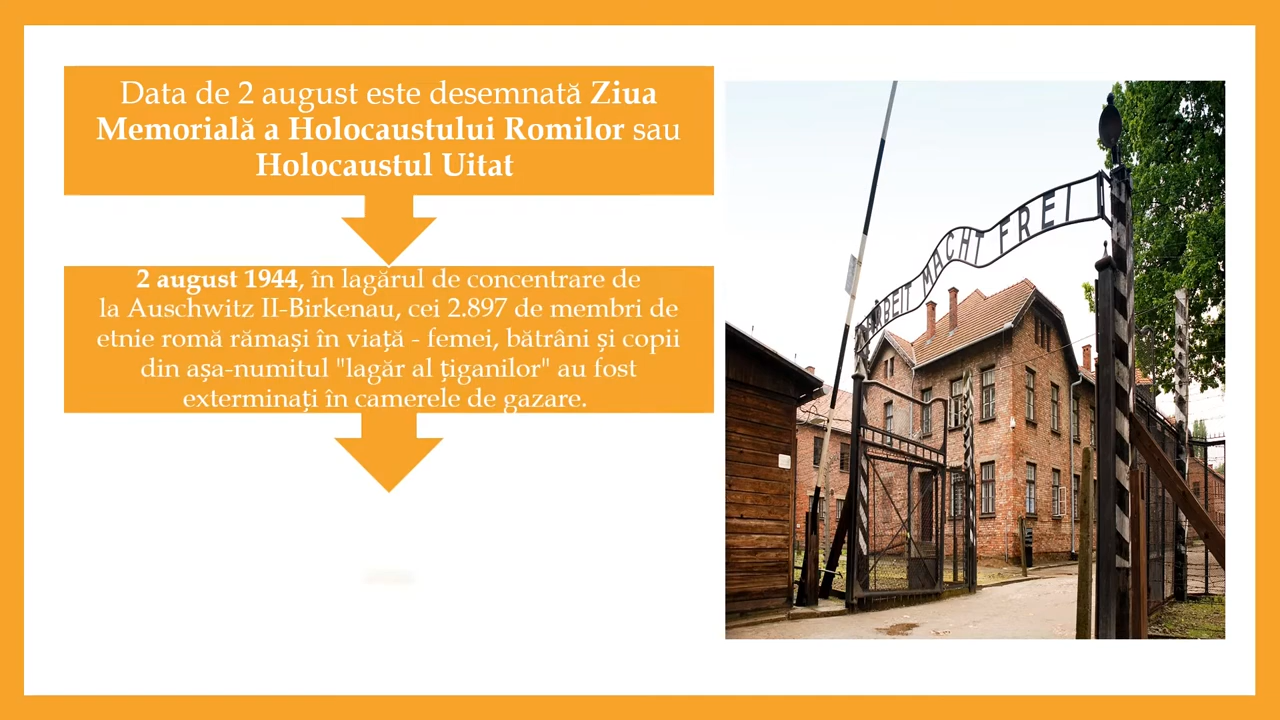 Data de 2 august este desemnată Ziua
Memorială a Holocaustului Romilor sau
Holocaustul Uitat
2 august 1944, în lagărul de concentrare de
la Auschwitz II-Birkenau, cei 2.897 de membri de
etnie romă rămași în viață - femei, bătrâni și copii
din așa-numitul "lagăr al țiganilor" au fost
exterminați în camerele de gazare.
ARBEIT MACHT FREI